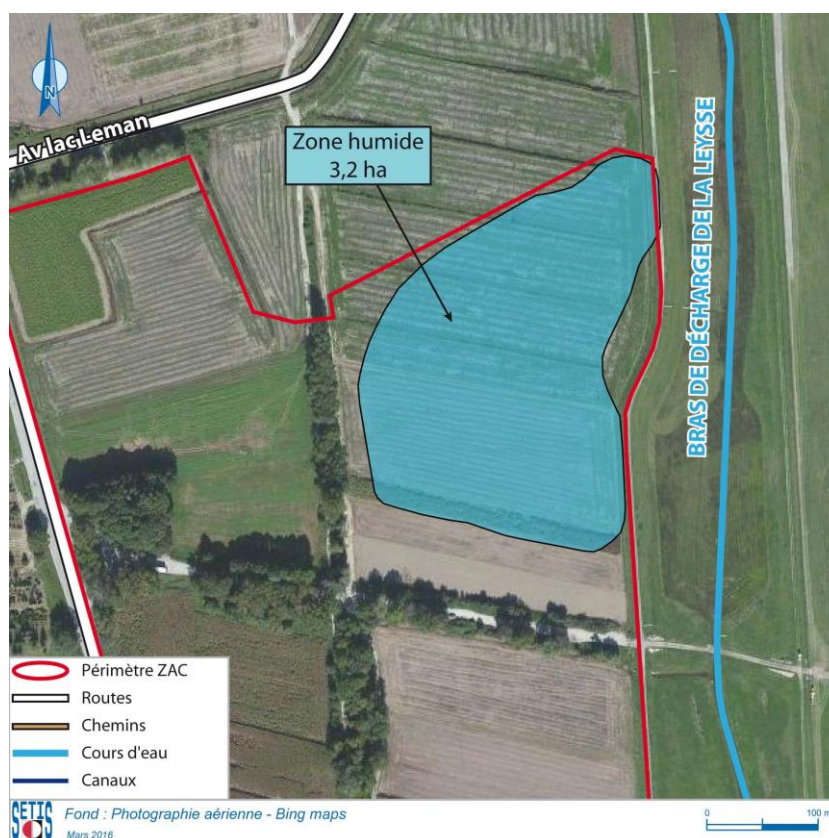 N
Av lac Leman
Zone humide
3,2 ha
BRAS DE DÉCHARGE DE LA LEYSSE
Périmètre ZAC
Routes
Chemins
Cours d'eau
Canaux
SETIS
Fond : Photographie aérienne - Bing maps
Mars 2016
0 100 m